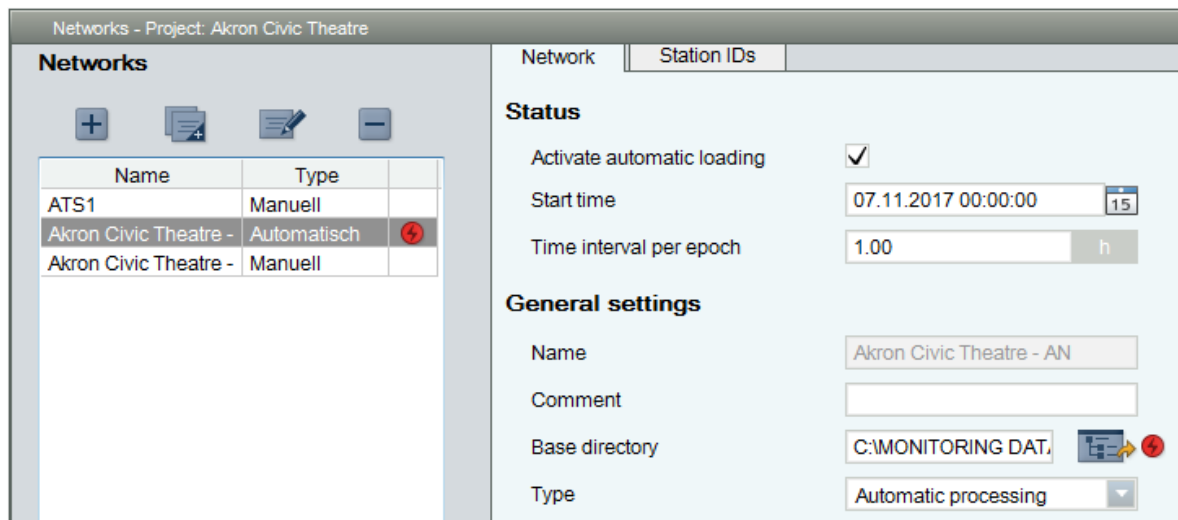 Networks - Project: Akron Civic Theatre
Networks
Name Type
ATS1 Manuell
Akron Civic Theatre - Automatisch
Akron Civic Theatre - Manuell
Network Station IDs
Status
Activate automatic loading
Start time 07.11.2017 00:00:00 15
Time interval per epoch 1.00 h
General settings
Name Akron Civic Theatre - AN
Comment
Base directory C:\MONITORING DATA
Type Automatic processing